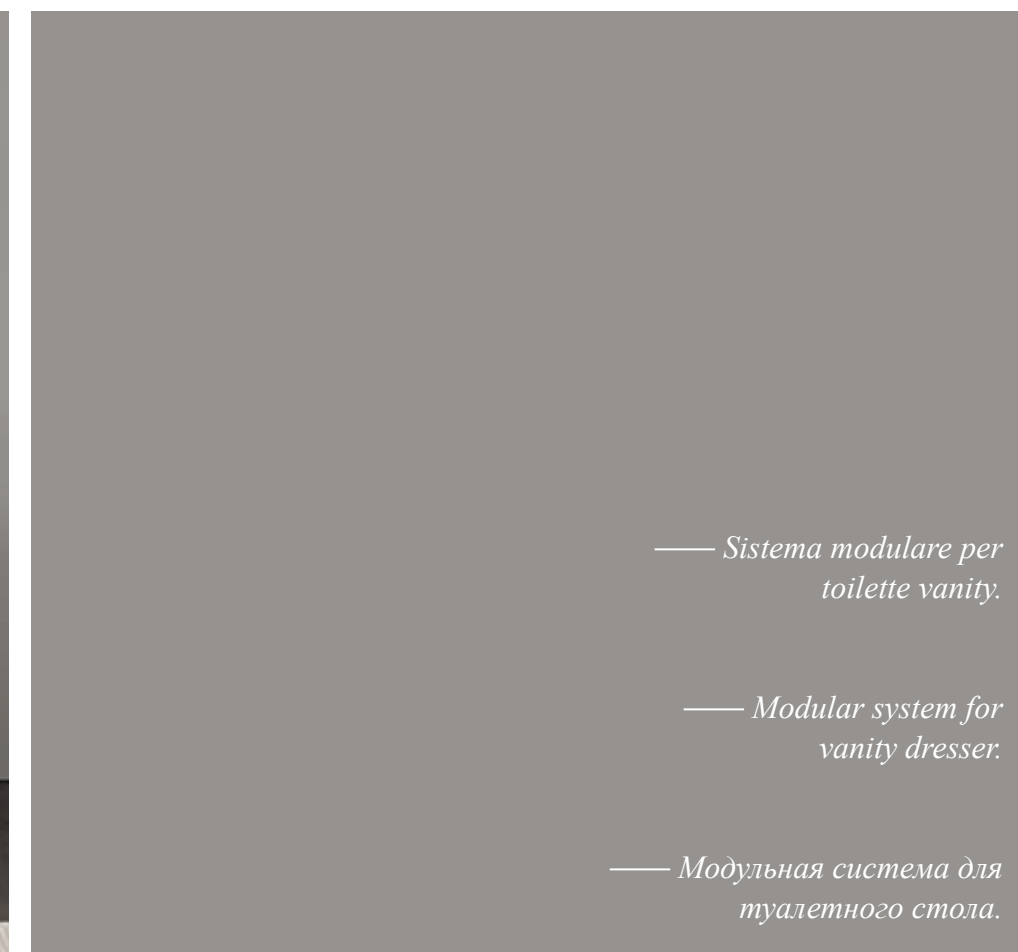 — Sistema modulare per
toilette vanity.
— Modular system for
vanity dresser.
— Модульная система для
туалетного стола.